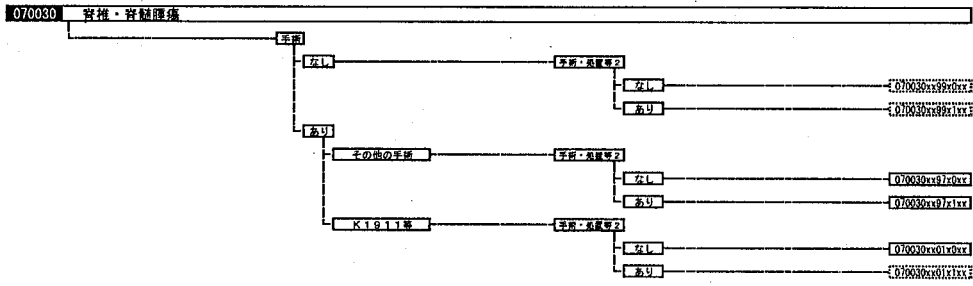 070030 脊椎・脊髄腫瘍
手術
なし 手術・処置等2
なし 070030xx99x0xx
あり 070030xx99x1xx
あり
その他の手術 手術・処置等2
なし 070030xx97x0xx
あり 070030xx97x1xx
K1911等 手術・処置等2
なし 070030xx01x0xx
あり 070030xx01x1xx